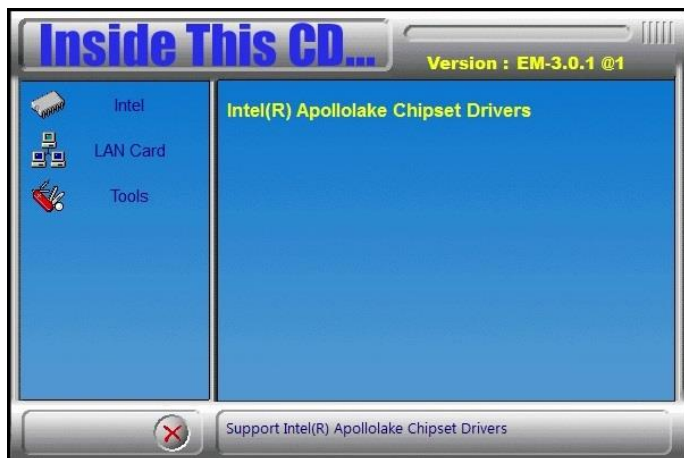 Inside This CD...
Version : EM-3.0.1 @1
Intel
LAN Card
Tools
Intel(R) Apollolake Chipset Drivers
Support Intel(R) Apollolake Chipset Drivers